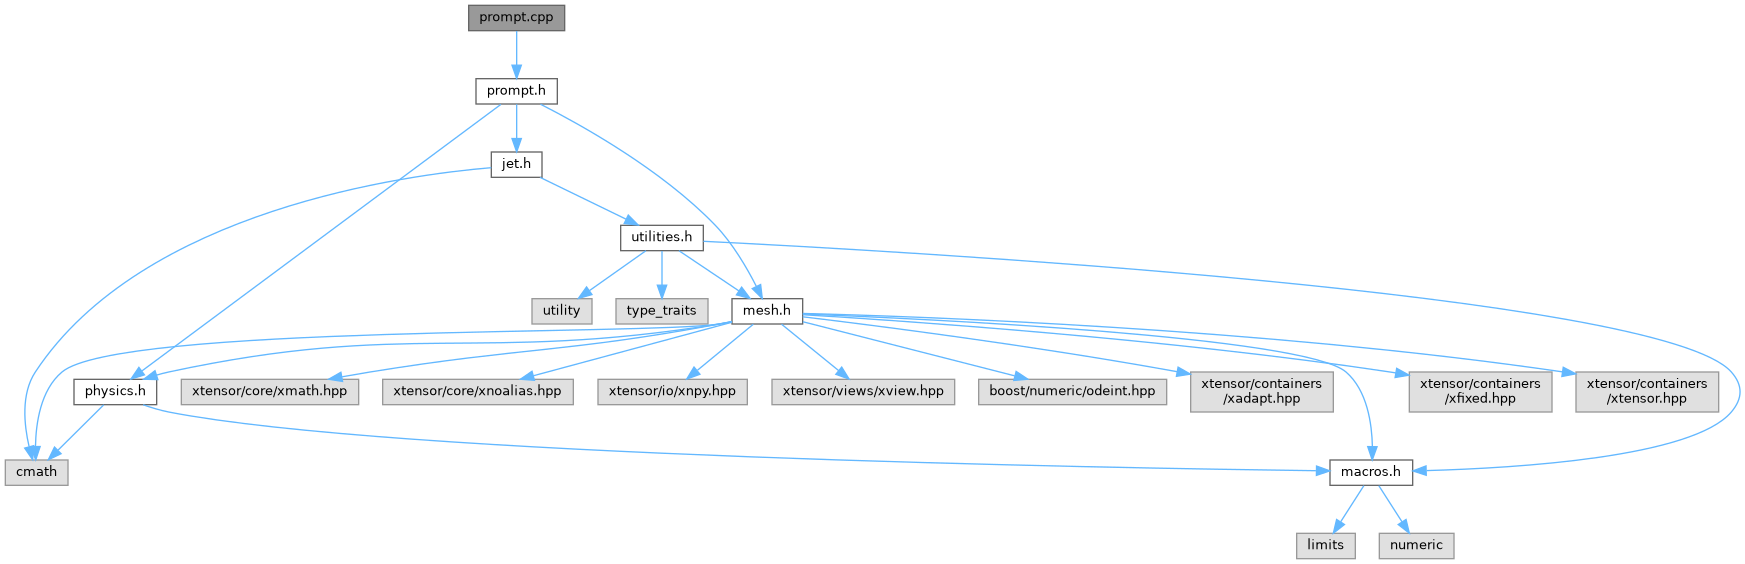 prompt.cpp
prompt.h
jet.h
utilities.h
utility
type_traits
mesh.h
physics.h
xtensor/core/xmath.hpp
xtensor/core/xnoalias.hpp
xtensor/io/xnpy.hpp
xtensor/views/xview.hpp
boost/numeric/odeint.hpp
xtensor/containers
/xadapt.hpp
xtensor/containers
/xfixed.hpp
xtensor/containers
/xtensor.hpp
cmath
macros.h
limits
numeric